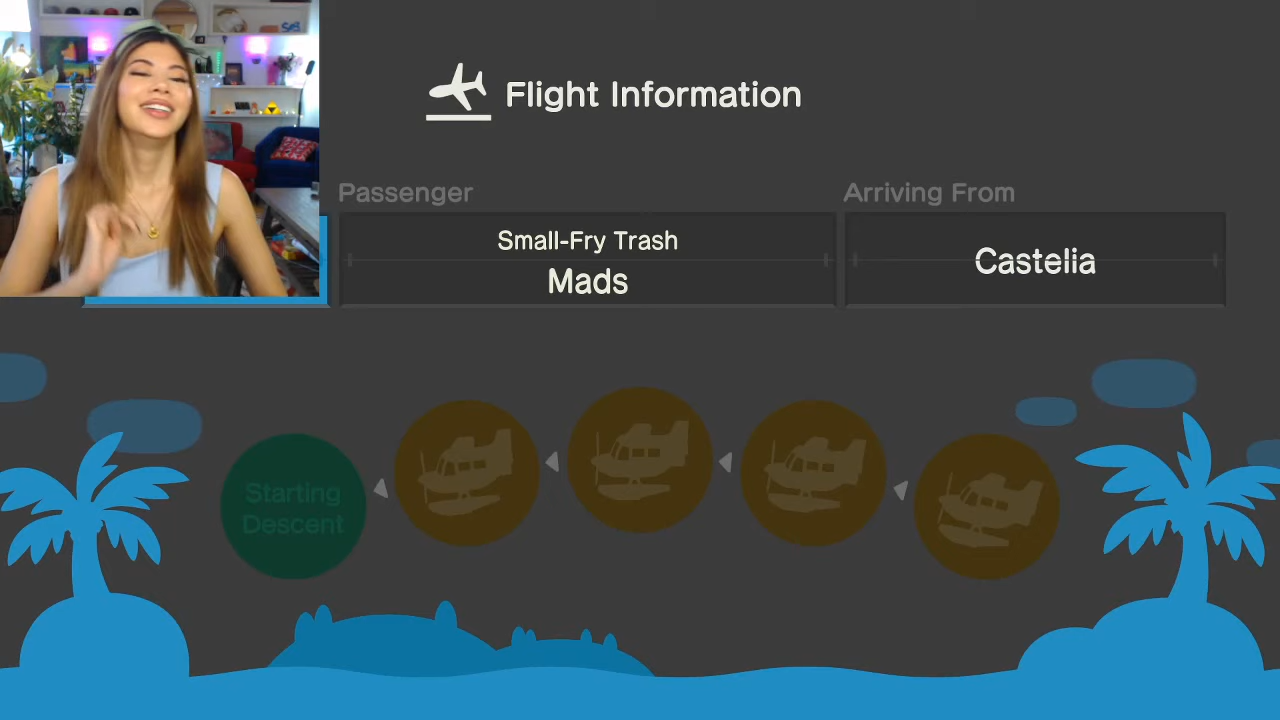 Flight Information
Passenger
Arriving From
Small-Fry Trash
Mads
Castelia
Starting
Descent